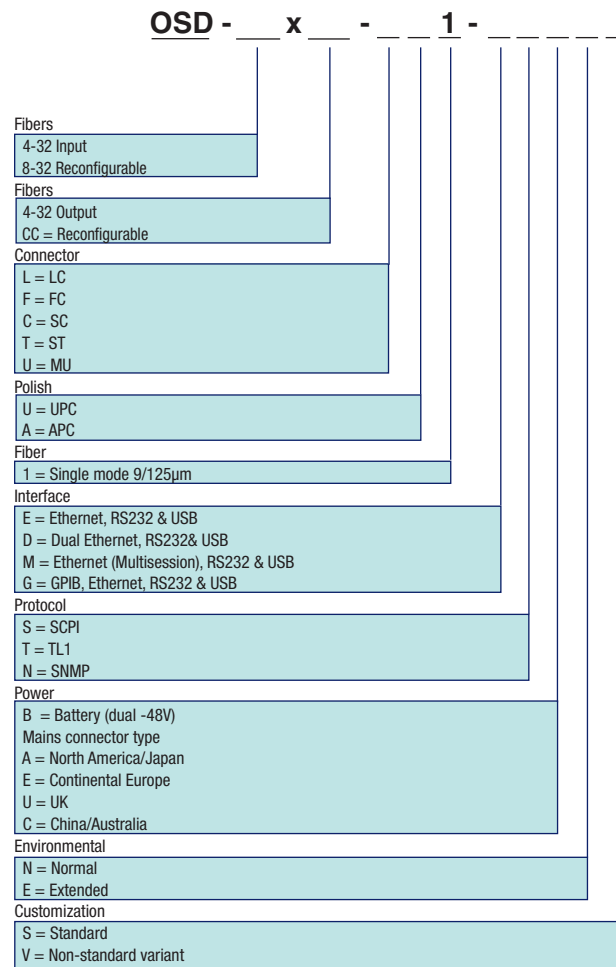 OSD - ___ x ___ - _ _ 1 - _ _ _ _ _
Fibers
4-32 Input
8-32 Reconfigurable
Fibers
4-32 Output
CC = Reconfigurable
Connector
L = LC
F = FC
C = SC
T = ST
U = MU
Polish
U = UPC
A = APC
Fiber
1 = Single mode 9/125µm
Interface
E = Ethernet, RS232 & USB
D = Dual Ethernet, RS232& USB
M = Ethernet (Multisession), RS232 & USB
G = GPIB, Ethernet, RS232 & USB
Protocol
S = SCPI
T = TL1
N = SNMP
Power
B = Battery (dual -48V)
Mains connector type
A = North America/Japan
E = Continental Europe
U = UK
C = China/Australia
Environmental
N = Normal
E = Extended
Customization
S = Standard
V = Non-standard variant